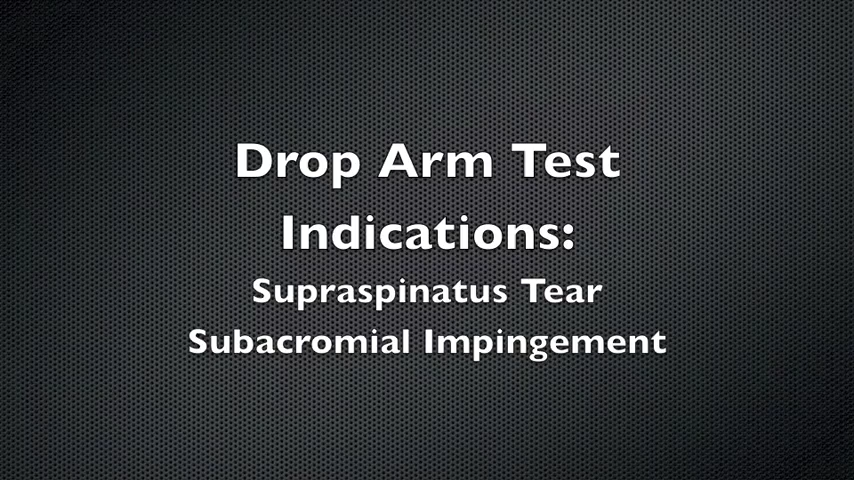 Drop Arm Test
Indications:
Supraspinatus Tear
Subacromial Impingement